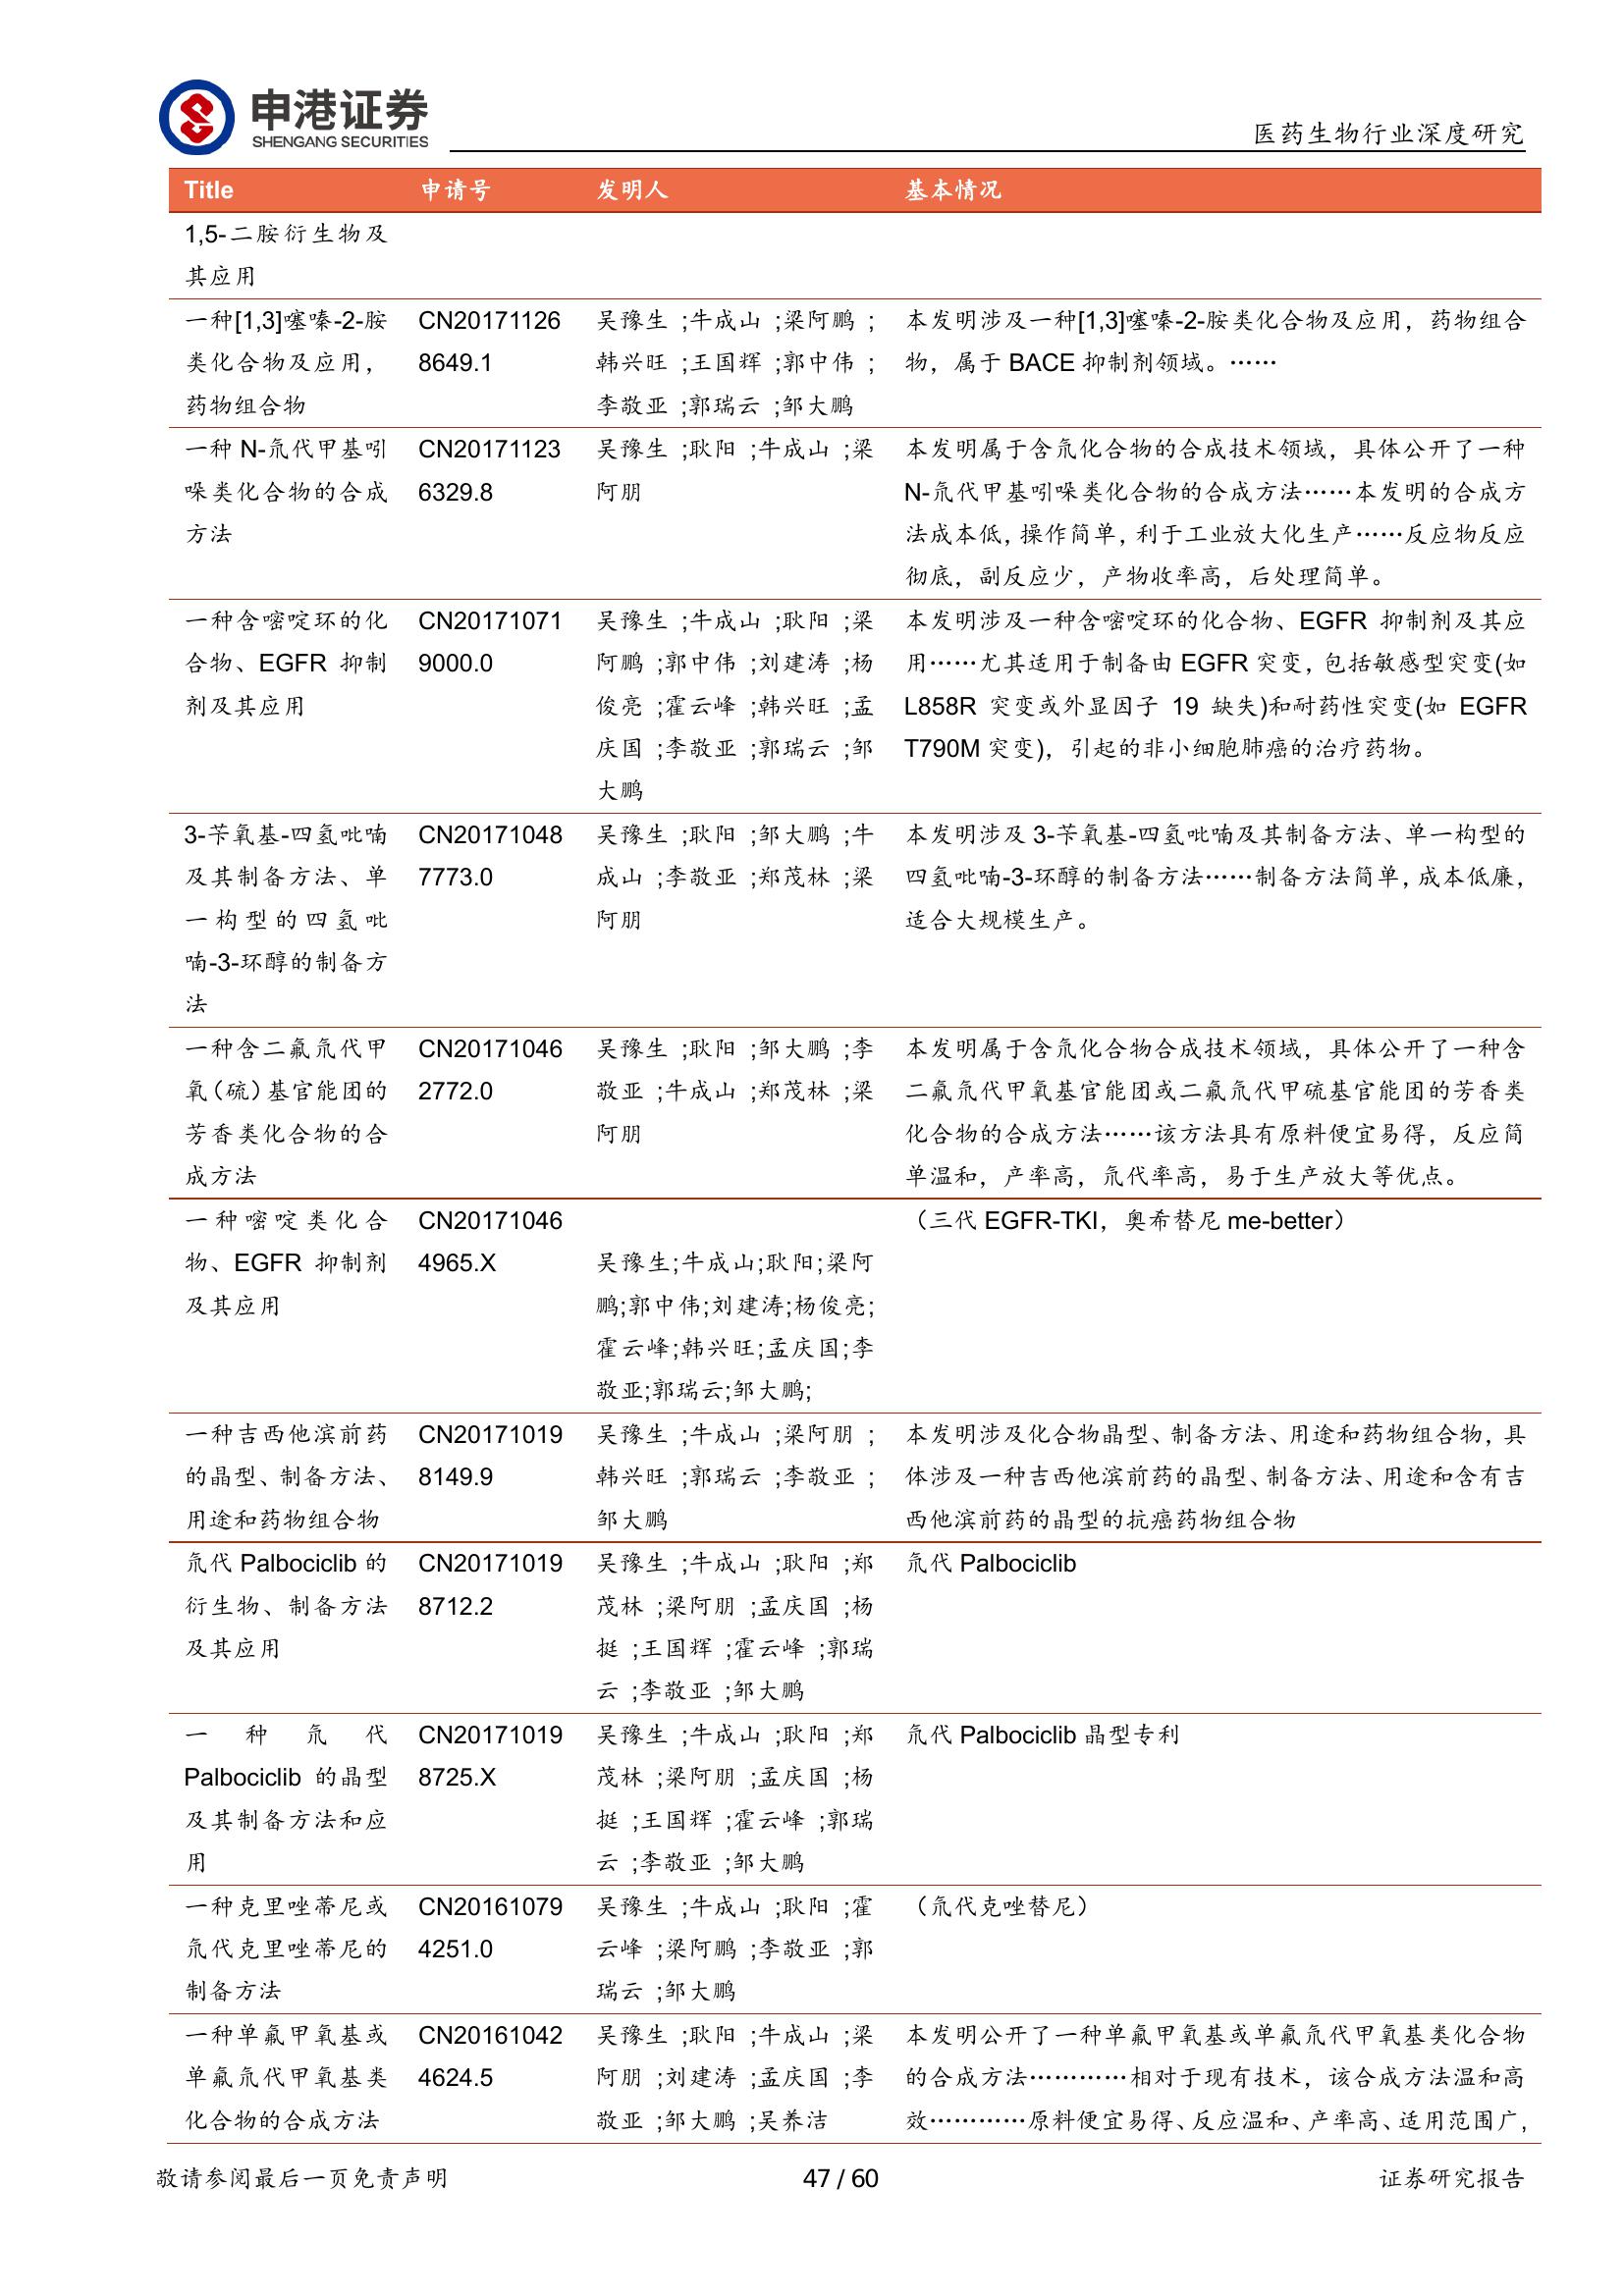 申港证券
SHENGANG SECURITIES
医药生物行业深度研究
Title 申请号 发明人 基本情况
1,5-二胺衍生物及
其应用
一种[1,3]噻嗪-2-胺 CN20171126 吴豫生 ;牛成山 ;梁阿鹏 ; 本发明涉及一种[1,3]噻嗪-2-胺类化合物及应用，药物组合
类化合物及应用， 8649.1 韩兴旺 ;王国辉 ;郭中伟 ; 物，属于 BACE 抑制剂领域。……
药物组合物 李敬亚 ;郭瑞云 ;邹大鹏
一种 N-氘代甲基吲 CN20171123 吴豫生 ;耿阳 ;牛成山 ;梁 本发明属于含氘化合物的合成技术领域，具体公开了一种
哚类化合物的合成 6329.8 阿朋 N-氘代甲基吲哚类化合物的合成方法……本发明的合成方
方法 法成本低，操作简单，利于工业放大化生产……反应物反应
彻底，副反应少，产物收率高，后处理简单。
一种含嘧啶环的化 CN20171071 吴豫生 ;牛成山 ;耿阳 ;梁 本发明涉及一种含嘧啶环的化合物、EGFR 抑制剂及其应
合物、EGFR 抑制 9000.0 阿鹏 ;郭中伟 ;刘建涛 ;杨 用……尤其适用于制备由 EGFR 突变，包括敏感型突变(如
剂及其应用 俊亮 ;霍云峰 ;韩兴旺 ;孟 L858R 突变或外显因子 19 缺失)和耐药性突变(如 EGFR
庆国 ;李敬亚 ;郭瑞云 ;邹 T790M 突变)，引起的非小细胞肺癌的治疗药物。
大鹏
3-苄氧基-四氢吡喃 CN20171048 吴豫生 ;耿阳 ;邹大鹏 ;牛 本发明涉及 3-苄氧基-四氢吡喃及其制备方法、单一构型的
及其制备方法、单 7773.0 成山 ;李敬亚 ;郑茂林 ;梁 四氢吡喃-3-环醇的制备方法……制备方法简单，成本低廉，
一构型的四氢吡 阿朋 适合大规模生产。
喃-3-环醇的制备方
法
一种含二氟氘代甲 CN20171046 吴豫生 ;耿阳 ;邹大鹏 ;李 本发明属于含氘化合物合成技术领域，具体公开了一种含
氧（硫）基官能团的 2772.0 敬亚 ;牛成山 ;郑茂林 ;梁 二氟氘代甲氧基官能团或二氟氘代甲硫基官能团的芳香类
芳香类化合物的合 阿朋 化合物的合成方法……该方法具有原料便宜易得，反应简
成方法 单温和，产率高，氘代率高，易于生产放大等优点。
一种嘧啶类化合 CN20171046 （三代 EGFR-TKI，奥希替尼 me-better）
物、EGFR 抑制剂 4965.X 吴豫生;牛成山;耿阳;梁阿
及其应用 鹏;郭中伟;刘建涛;杨俊亮;
霍云峰;韩兴旺;孟庆国;李
敬亚;郭瑞云;邹大鹏;
一种吉西他滨前药 CN20171019 吴豫生 ;牛成山 ;梁阿朋 ; 本发明涉及化合物晶型、制备方法、用途和药物组合物，具
的晶型、制备方法、 8149.9 韩兴旺 ;郭瑞云 ;李敬亚 ; 体涉及一种吉西他滨前药的晶型、制备方法、用途和含有吉
用途和药物组合物 邹大鹏 西他滨前药的晶型的抗癌药物组合物
氘代 Palbociclib 的 CN20171019 吴豫生 ;牛成山 ;耿阳 ;郑 氘代 Palbociclib
衍生物、制备方法 8712.2 茂林 ;梁阿朋 ;孟庆国 ;杨
及其应用 挺 ;王国辉 ;霍云峰 ;郭瑞
云 ;李敬亚 ;邹大鹏
一种氘代 CN20171019 吴豫生 ;牛成山 ;耿阳 ;郑 氘代 Palbociclib 晶型专利
Palbociclib 的晶型 8725.X 茂林 ;梁阿朋 ;孟庆国 ;杨
及其制备方法和应 挺 ;王国辉 ;霍云峰 ;郭瑞
用 云 ;李敬亚 ;邹大鹏
一种克里唑蒂尼或 CN20161079 吴豫生 ;牛成山 ;耿阳 ;霍 （氘代克唑替尼）
氘代克里唑蒂尼的 4251.0 云峰 ;梁阿鹏 ;李敬亚 ;郭
制备方法 瑞云 ;邹大鹏
一种单氟甲氧基或 CN20161042 吴豫生 ;耿阳 ;牛成山 ;梁 本发明公开了一种单氟甲氧基或单氟氘代甲氧基类化合物
单氟氘代甲氧基类 4624.5 阿朋 ;刘建涛 ;孟庆国 ;李 的合成方法…………相对于现有技术，该合成方法温和高
化合物的合成方法 敬亚 ;邹大鹏 ;吴养洁 效…………原料便宜易得、反应温和、产率高、适用范围广，
敬请参阅最后一页免责声明 47 / 60 证券研究报告